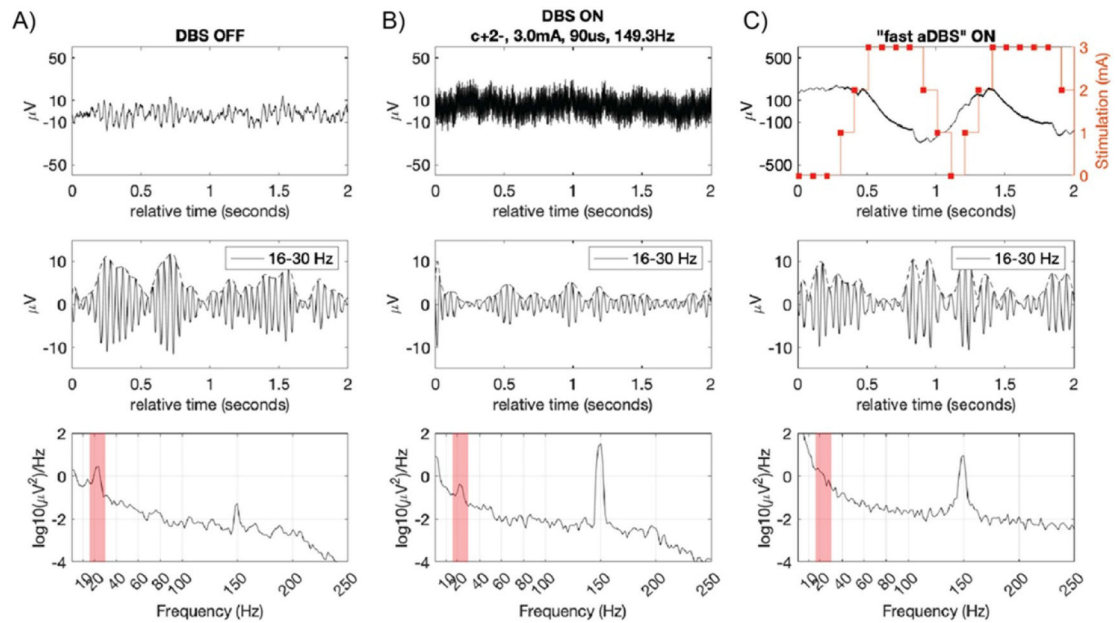 A)
DBS OFF
50
10
-10
-50
μV
0 0.5 1 1.5 2
relative time (seconds)
16-30 Hz
10
0
-10
μV
0 0.5 1 1.5 2
relative time (seconds)
2
0
-2
-4
log10(μV²)/Hz
10 20 40 60 80 100 150 200 250
Frequency (Hz)
B)
DBS ON
c+2-, 3.0mA, 90us, 149.3Hz
50
10
-10
-50
μV
0 0.5 1 1.5 2
relative time (seconds)
16-30 Hz
10
0
-10
μV
0 0.5 1 1.5 2
relative time (seconds)
2
0
-2
-4
log10(μV²)/Hz
10 20 40 60 80 100 150 200 250
Frequency (Hz)
C)
"fast aDBS" ON
500
100
-100
-500
μV
3
2
1
0
Stimulation (mA)
0 0.5 1 1.5 2
relative time (seconds)
16-30 Hz
10
0
-10
μV
0 0.5 1 1.5 2
relative time (seconds)
2
0
-2
-4
log10(μV²)/Hz
10 20 40 60 80 100 150 200 250
Frequency (Hz)